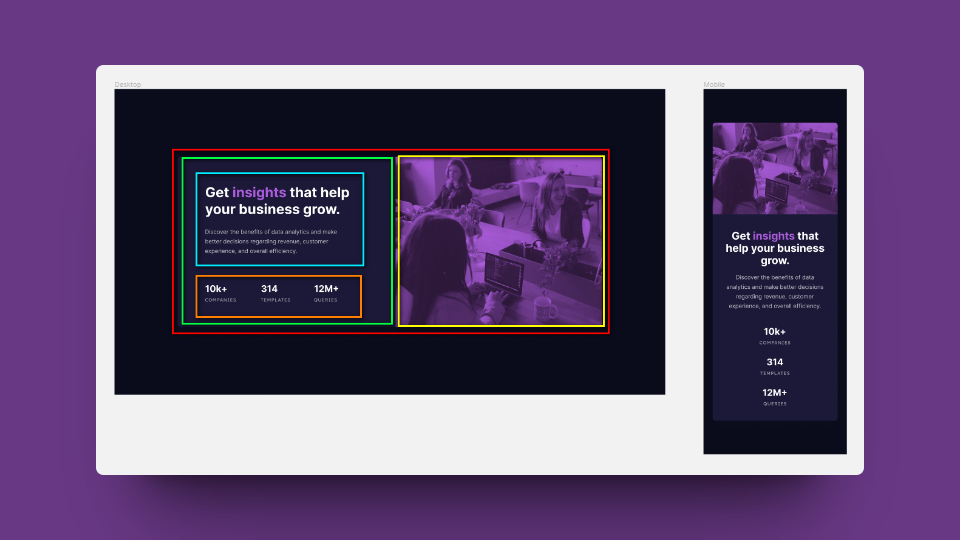 Desktop
Get insights that help
your business grow.
Discover the benefits of data analytics and make
better decisions regarding revenue, customer
experience, and overall efficiency.
10k+
314
12M+
COMPANIES
TEMPLATES
QUERIES
Mobile
Get insights that
help your business
grow.
Discover the benefits of data
analytics and make better decisions
regarding revenue, customer
experience, and overall efficiency.
10k+
COMPANIES
314
TEMPLATES
12M+
QUERIES